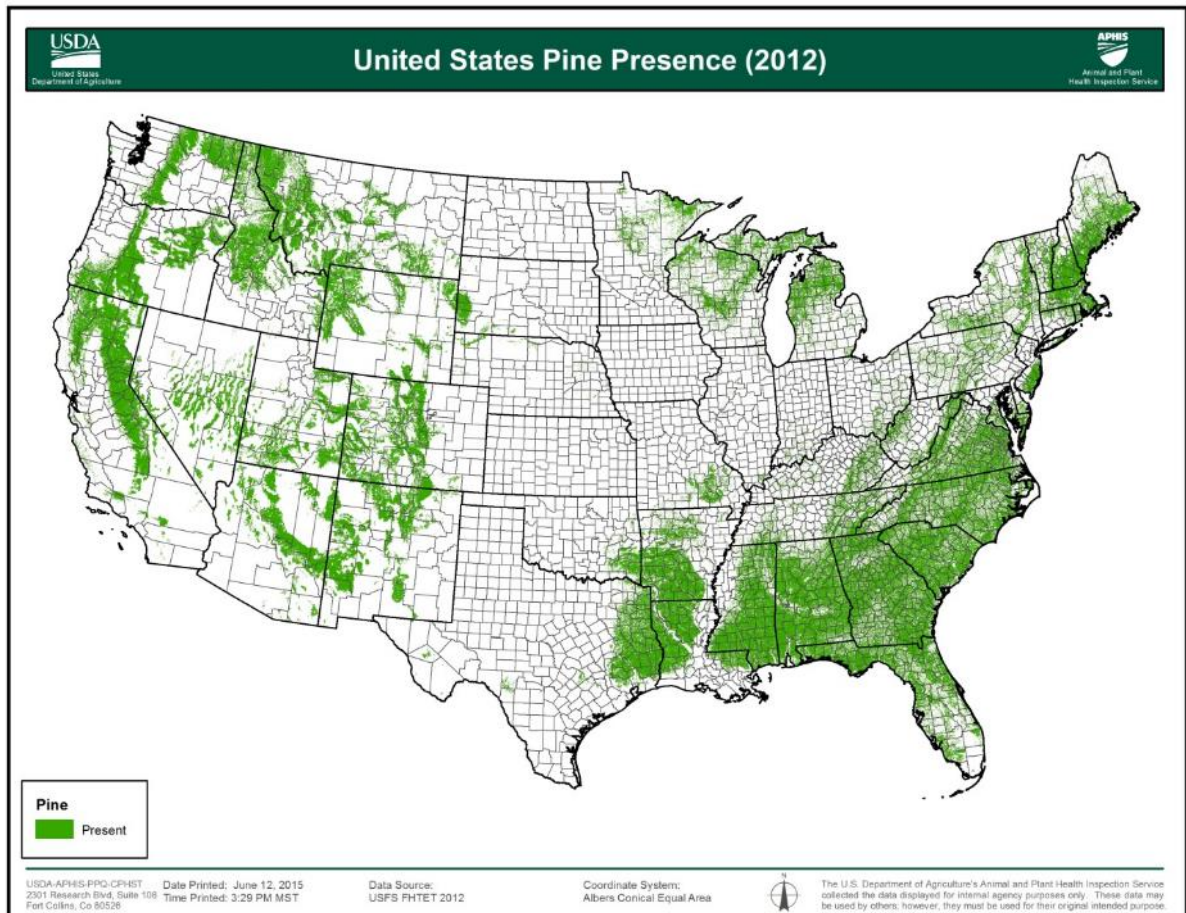 USDA
United States
Department of Agriculture
United States Pine Presence (2012)
APHIS
Animal and Plant
Health Inspection Service
Pine
Present
USDA-APHIS-PPQ-CPHST
2301 Research Blvd, Suite 108
Fort Collins, Co 80526
Date Printed: June 12, 2015
Time Printed: 3:29 PM MST
Data Source:
USFS FHTET 2012
Coordinate System:
Albers Conical Equal Area
N
The U.S. Department of Agriculture's Animal and Plant Health Inspection Service
collected the data displayed for internal agency purposes only. These data may
be used by others; however, they must be used for their original intended purpose.